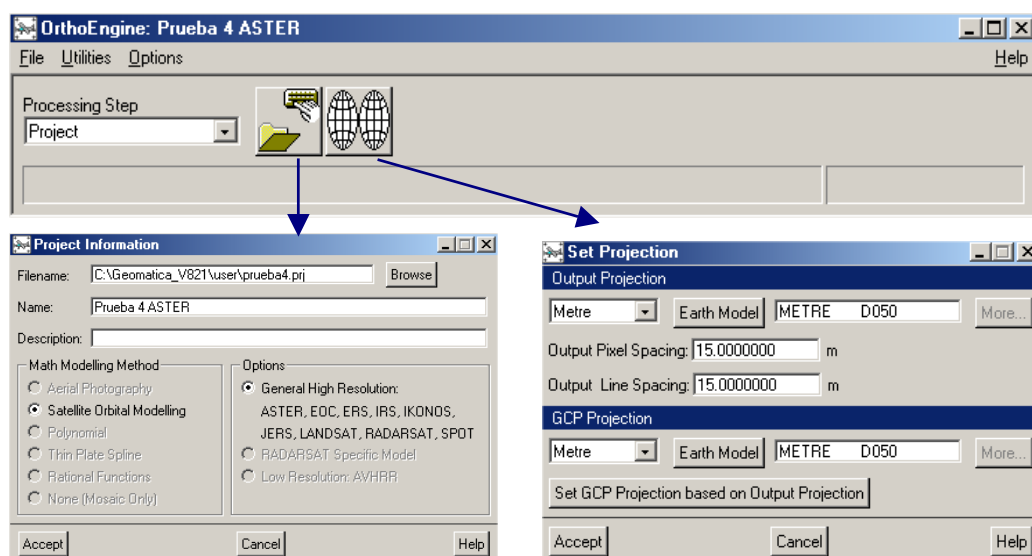 OrthoEngine: Prueba 4 ASTER
File Utilities Options Help
Processing Step
Project
Project Information
Filename: C:\Geomatica_V821\user\prueba4.prj Browse
Name: Prueba 4 ASTER
Description:
Math Modelling Method
Aerial Photography
Satellite Orbital Modelling
Polynomial
Thin Plate Spline
Rational Functions
None (Mosaic Only)
Options
General High Resolution:
ASTER, EOC, ERS, IRS, IKONOS,
JERS, LANDSAT, RADARSAT, SPOT
RADARSAT Specific Model
Low Resolution: AVHRR
Accept Cancel Help
Set Projection
Output Projection
Metre Earth Model METRE D050 More...
Output Pixel Spacing: 15.0000000 m
Output Line Spacing: 15.0000000 m
GCP Projection
Metre Earth Model METRE D050 More...
Set GCP Projection based on Output Projection
Accept Cancel Help